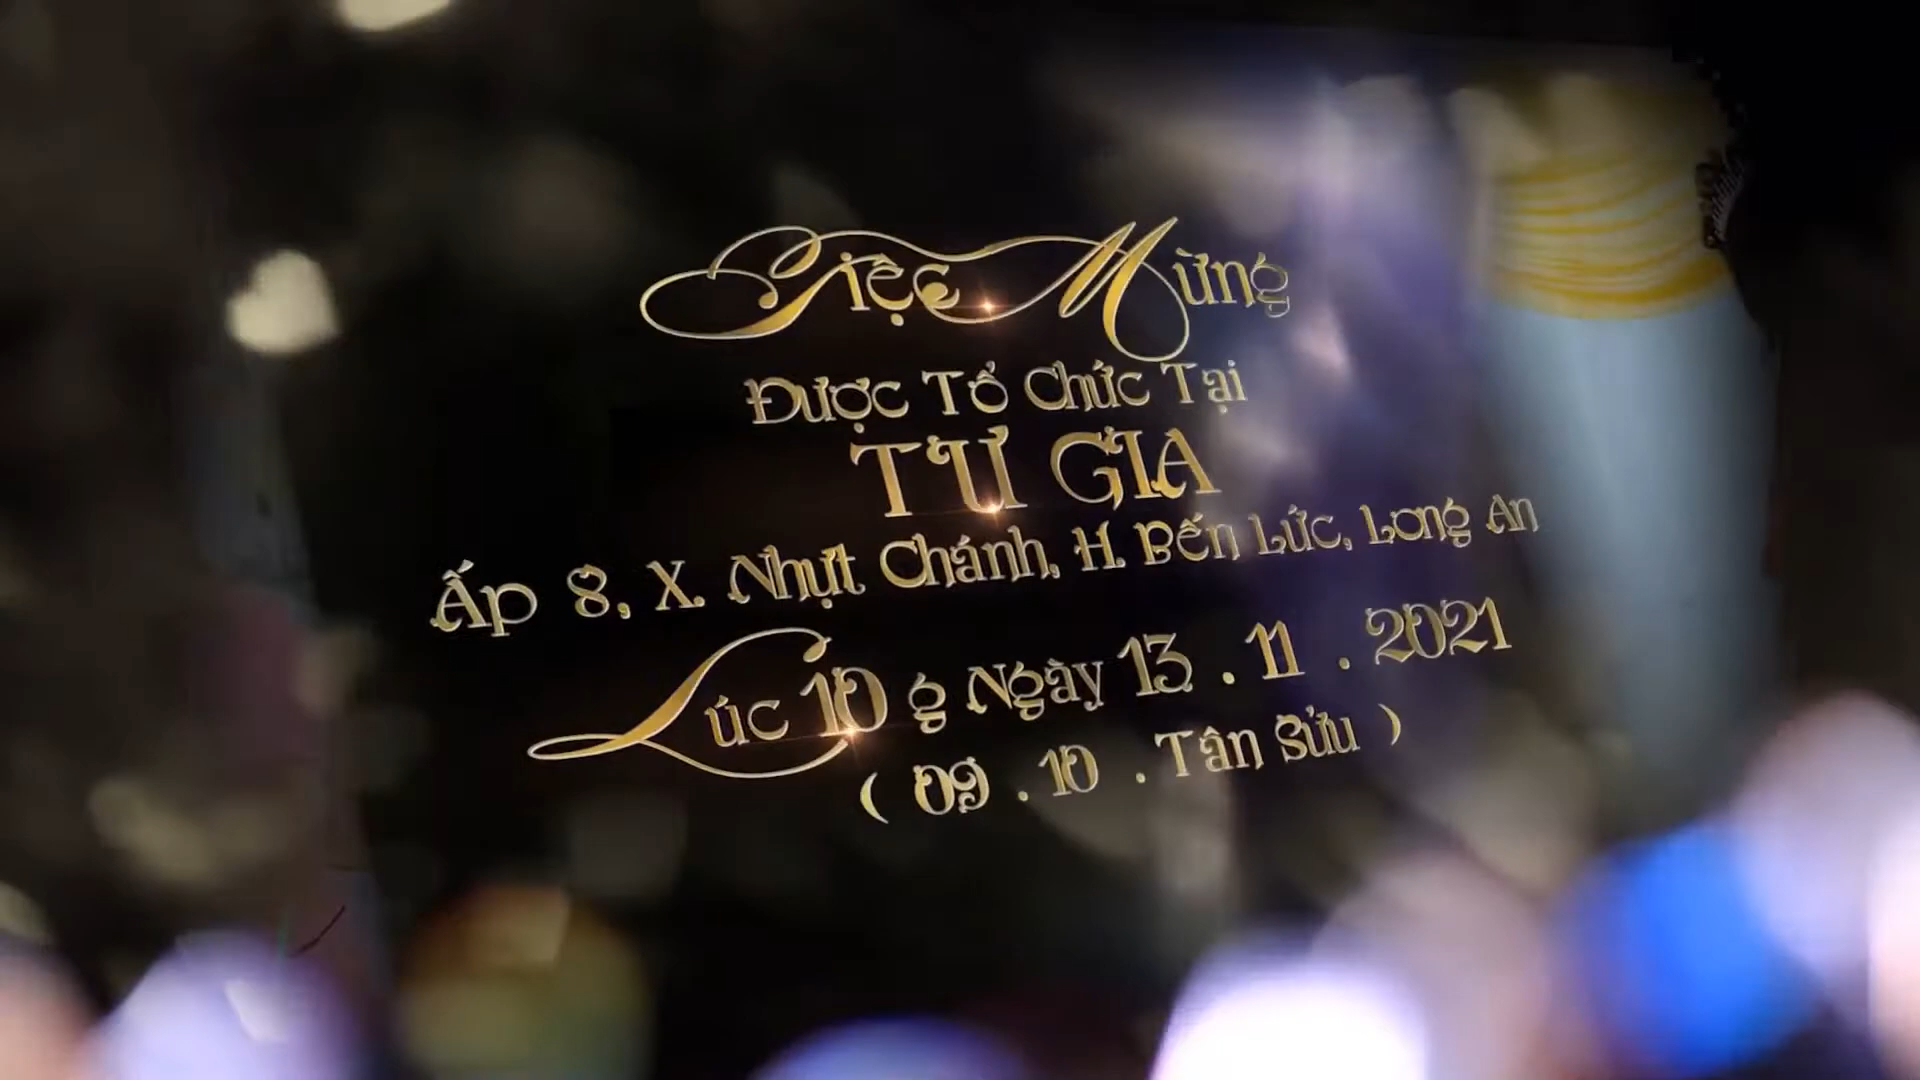 Tiệc Mừng
Được Tổ Chức Tại
TƯ GIA
Ấp 8, X. Nhựt Chánh, H. Bến Lức, Long An
Lúc 10 g Ngày 13 . 11 . 2021
( 09 . 10 . Tân Sửu )